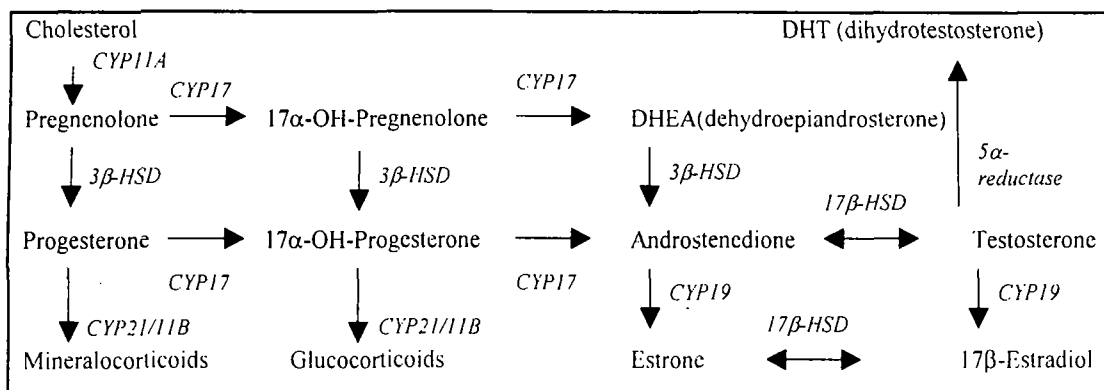 Cholesterol DHT (dihydrotestosterone)
CYP11A
CYP17 CYP17
Pregnenolone 17α-OH-Pregnenolone DHEA(dehydroepiandrosterone)
3β-HSD 3β-HSD 3β-HSD 5α-
reductase
17β-HSD
Progesterone 17α-OH-Progesterone Androstenedione Testosterone
CYP17 CYP17 CYP19 CYP19
CYP21/11B CYP21/11B 17β-HSD
Mineralocorticoids Glucocorticoids Estrone 17β-Estradiol